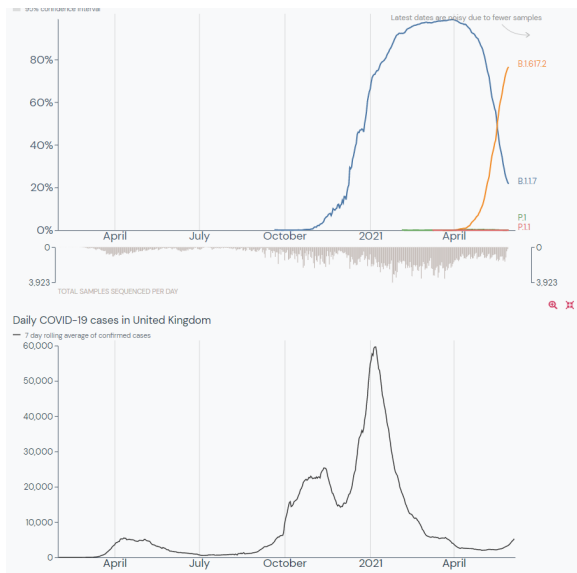 95% confidence interval
Latest dates are noisy due to fewer samples
80%
B.1.617.2
60%
40%
20%
B.1.1.7
P.1
0%
P.1.1
April
July
October
2021
April
0
0
3,923
3,923
TOTAL SAMPLES SEQUENCED PER DAY
Daily COVID-19 cases in United Kingdom
7 day rolling average of confirmed cases
60,000
50,000
40,000
30,000
20,000
10,000
0
April
July
October
2021
April